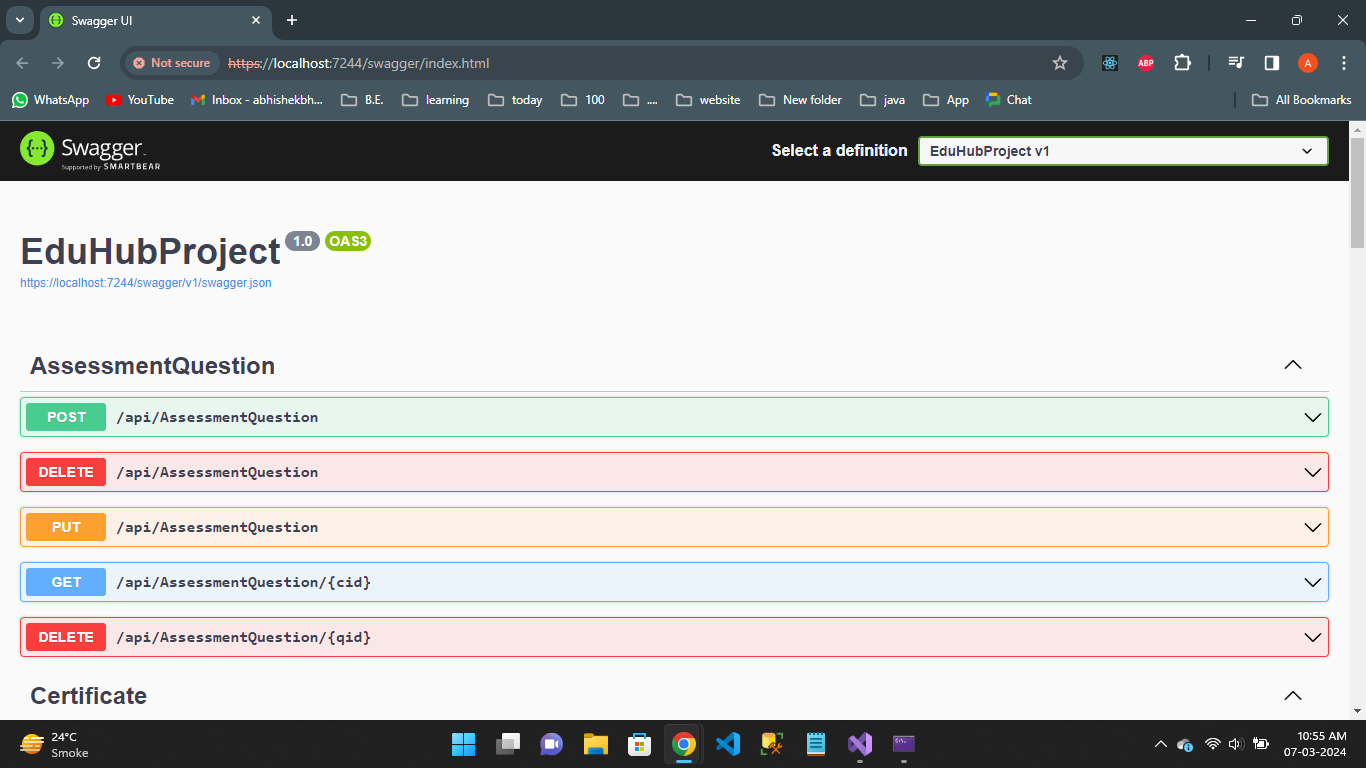 Swagger UI
Not secure
https://localhost:7244/swagger/index.html
ABP
A
WhatsApp
YouTube
Inbox - abhishekbh...
B.E.
learning
today
100
....
website
New folder
java
App
Chat
All Bookmarks
{··}
Swagger.
Supported by SMARTBEAR
Select a definition
EduHubProject v1
EduHubProject 1.0 OAS3
https://localhost:7244/swagger/v1/swagger.json
AssessmentQuestion
POST /api/AssessmentQuestion
DELETE /api/AssessmentQuestion
PUT /api/AssessmentQuestion
GET /api/AssessmentQuestion/{cid}
DELETE /api/AssessmentQuestion/{qid}
Certificate
24°C
Smoke
10:55 AM
07-03-2024